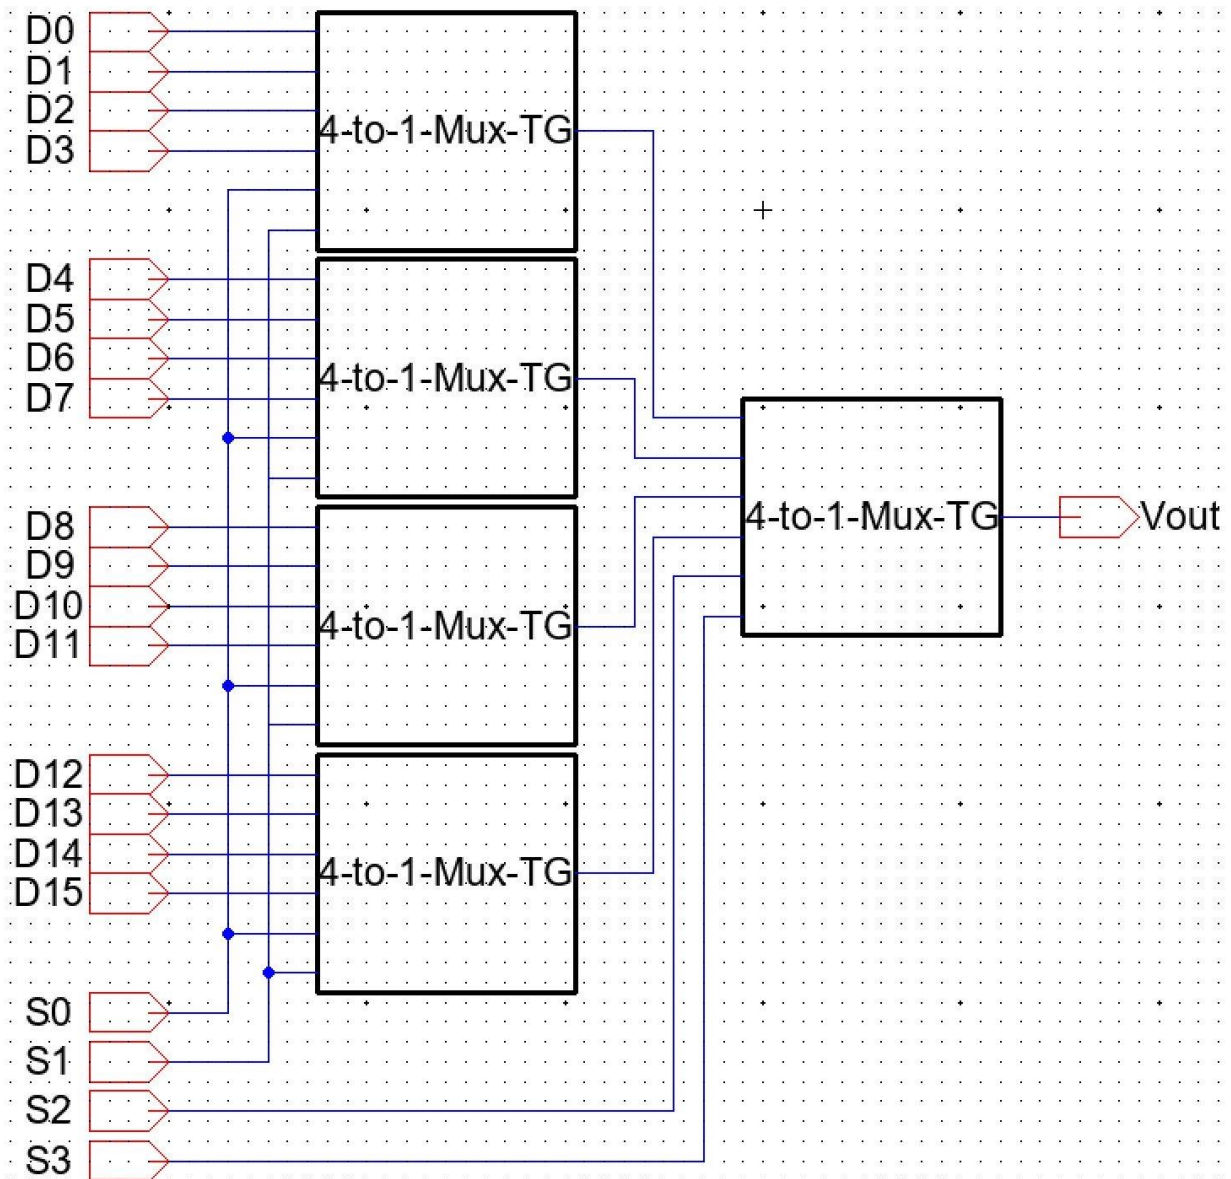 D0
D1
D2
D3
4-to-1-Mux-TG
D4
D5
D6
D7
4-to-1-Mux-TG
D8
D9
D10
D11
4-to-1-Mux-TG
D12
D13
D14
D15
4-to-1-Mux-TG
S0
S1
S2
S3
4-to-1-Mux-TG
Vout